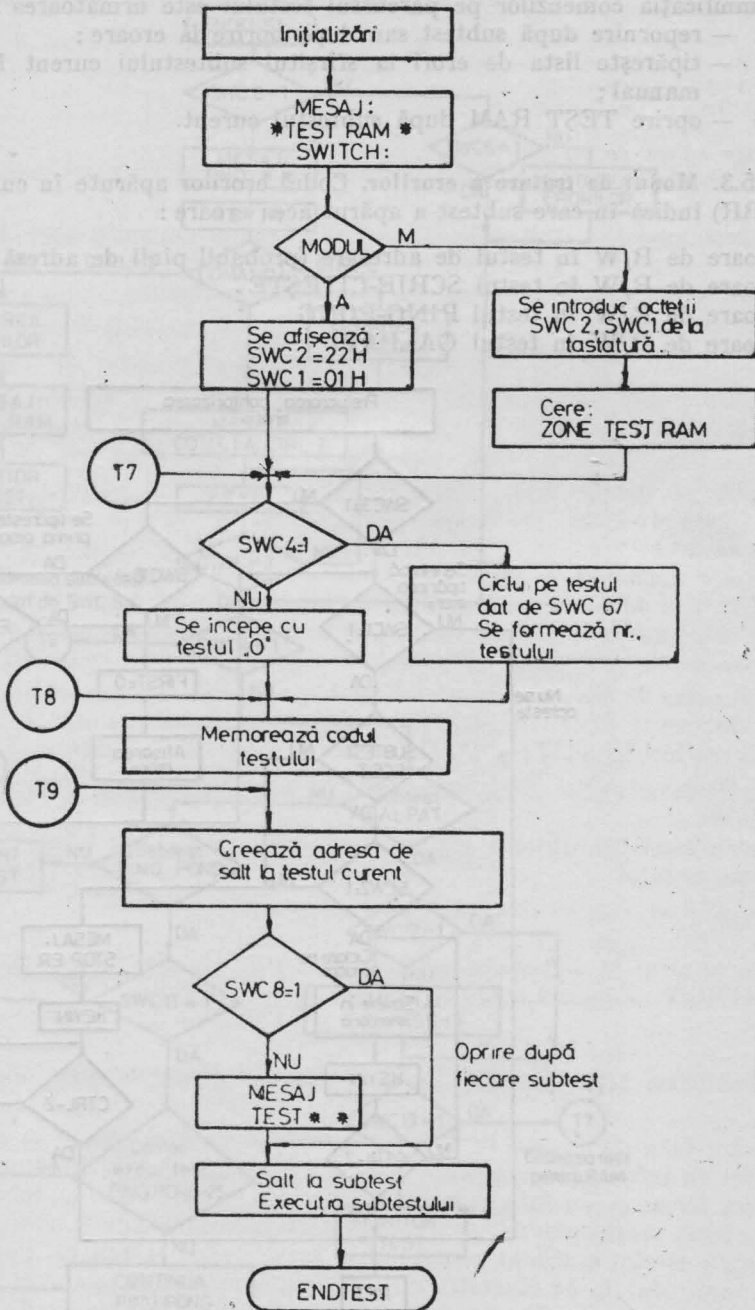 Inițializări
MESAJ:
*TEST RAM *
SWITCH:
MODUL
M
A
Se afișează
SWC 2 = 22 H
SWC 1 = 01 H
Se introduc octeții
SWC 2, SWC1 de la
tastatură.
Cere:
ZONE TEST RAM
T7
SWC4=1
DA
NU
Se începe cu
testul „0"
Ciclu pe testul
dat de SWC 67
Se formează nr.,
testului
T8
Memorează codul
testului
T9
Creează adresa de
salt la testul curent
SWC 8=1
DA
NU
MESAJ
TEST * *
Oprire după
fiecare subtest
Salt la subtest
Execuția subtestului
ENDTEST